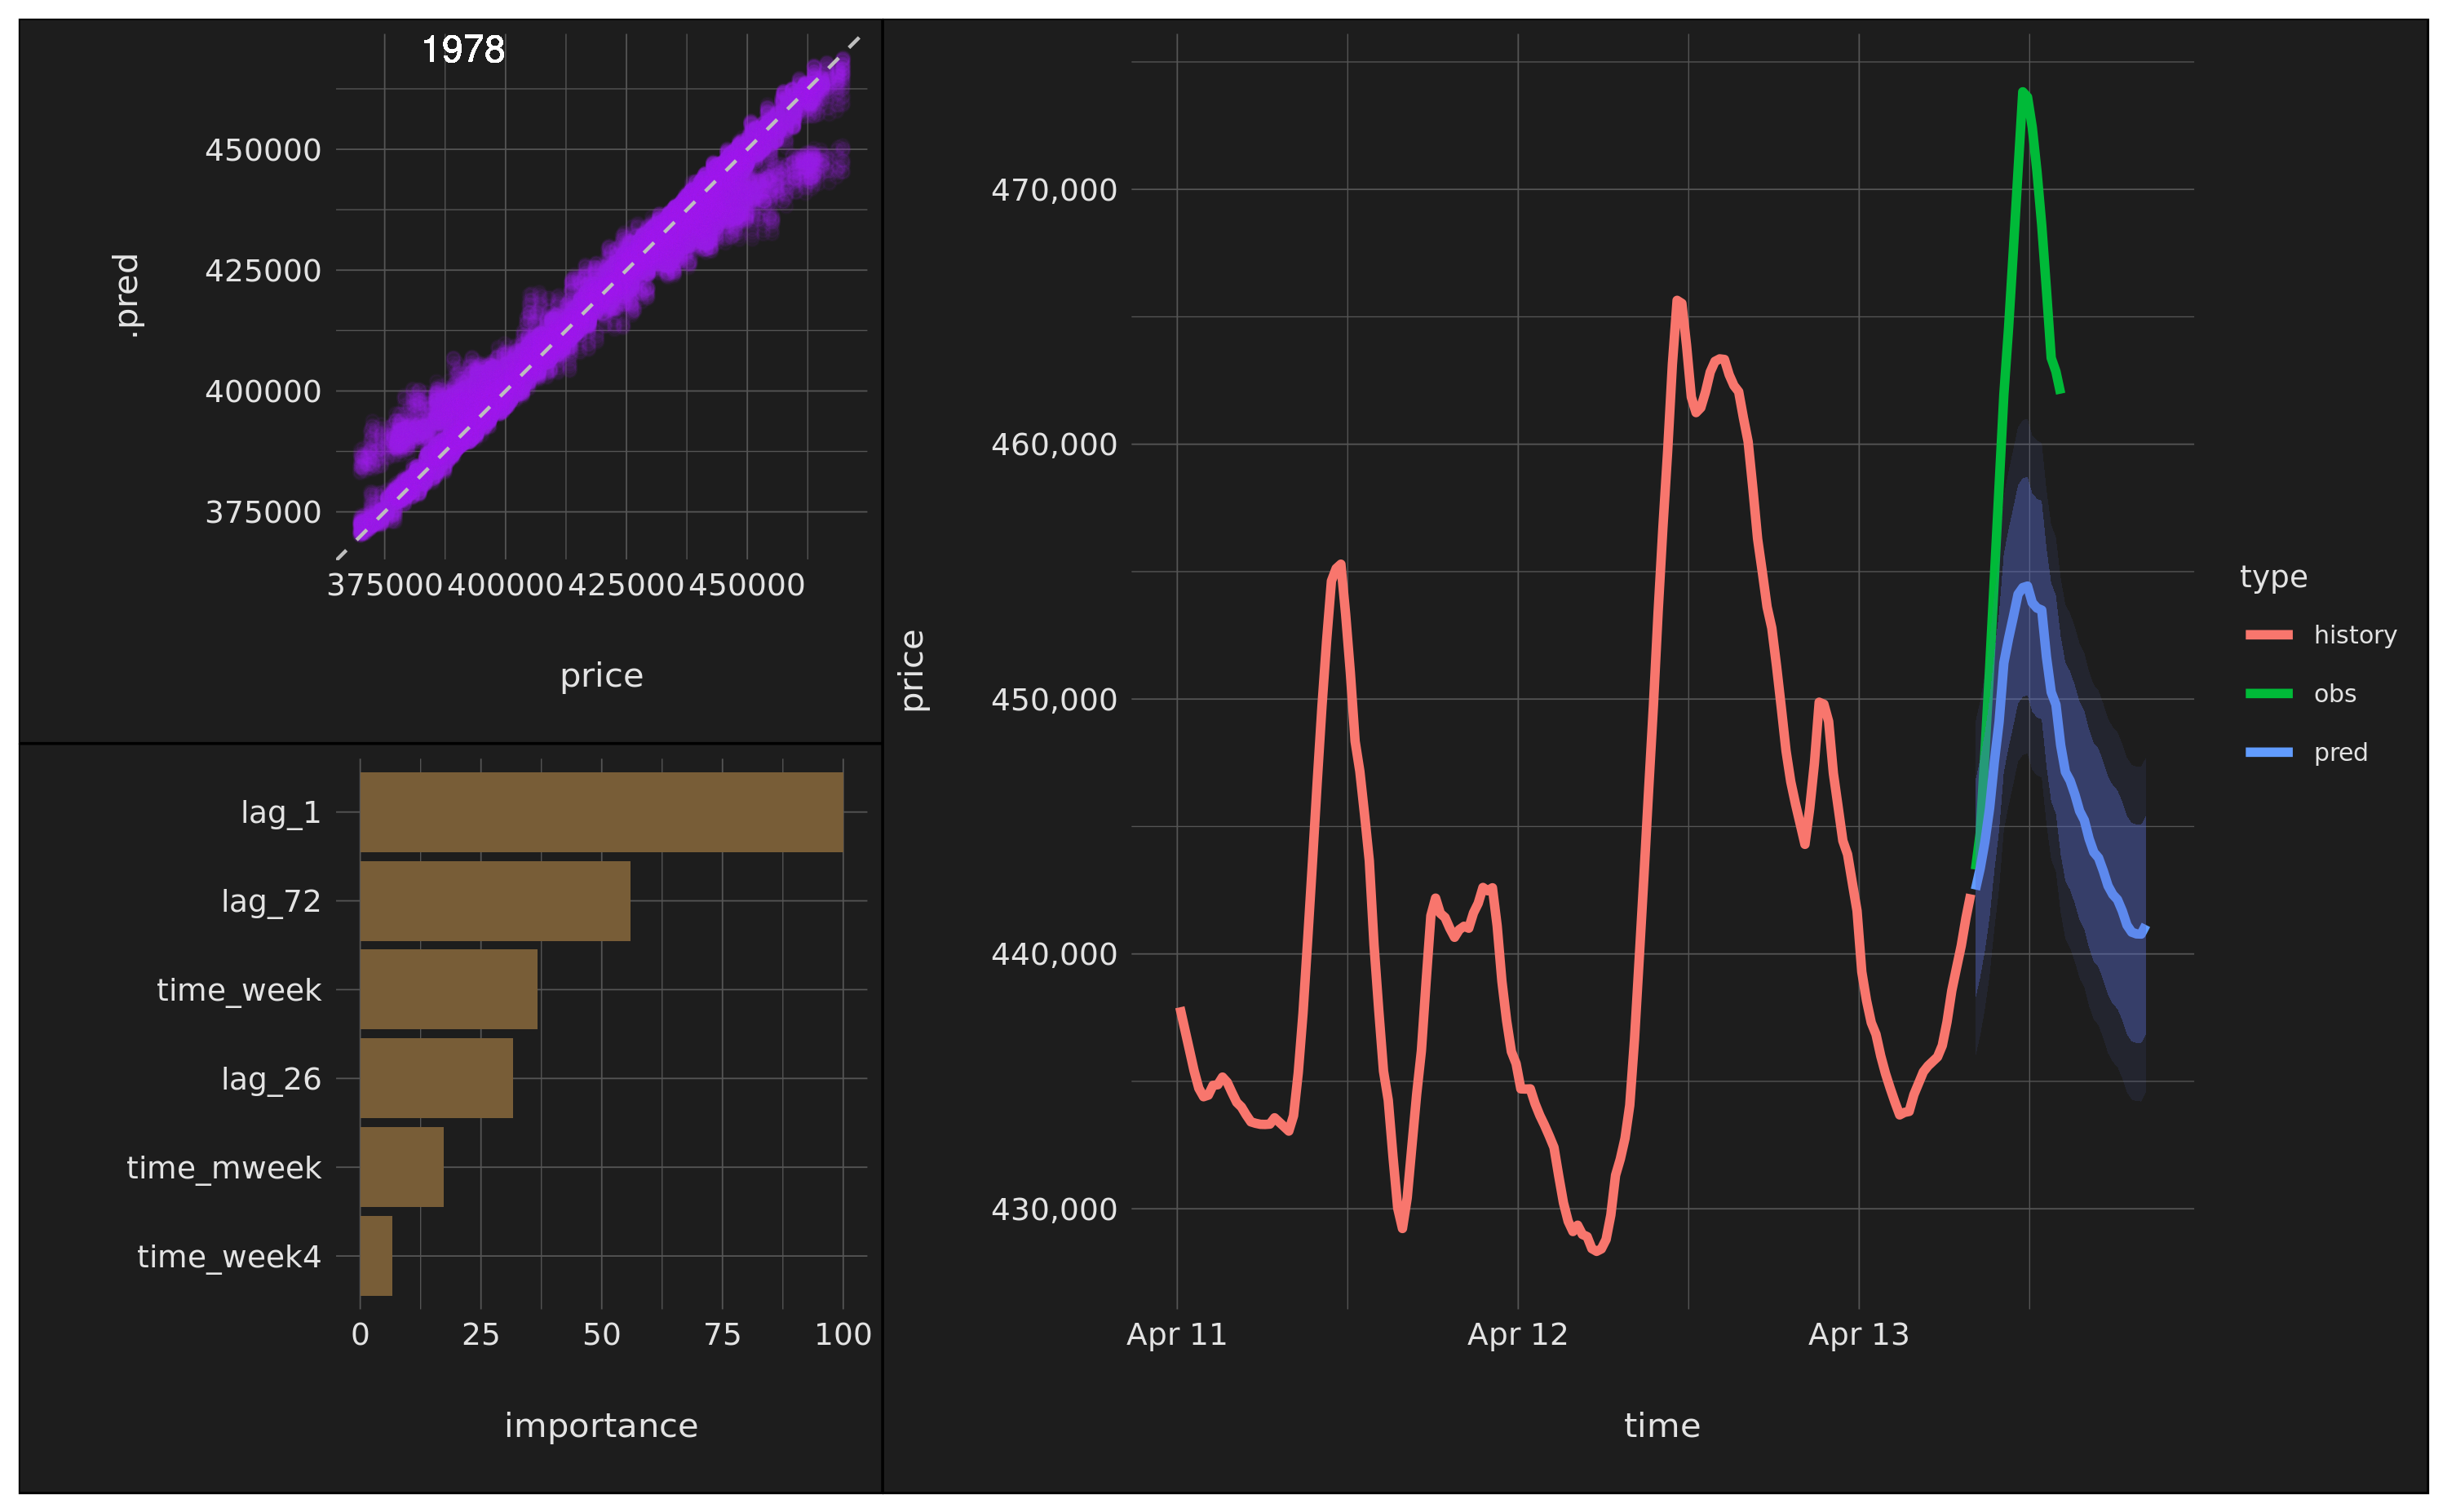 1978
.pred
450000
425000
400000
375000
375000 400000 425000 450000
price
lag_1
lag_72
time_week
lag_26
time_mweek
time_week4
0 25 50 75 100
importance
price
470,000
460,000
450,000
440,000
430,000
Apr 11 Apr 12 Apr 13
time
type
history
obs
pred